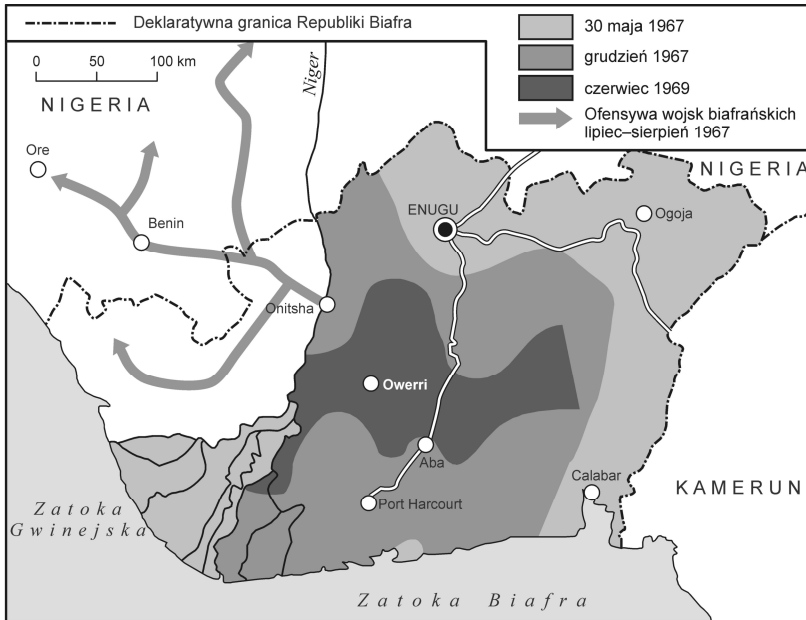 Deklaratywna granica Republiki Biafra
30 maja 1967
grudzień 1967
czerwiec 1969
Ofensywa wojsk biafrańskich
lipiec–sierpień 1967
0 50 100 km
NIGERIA
Niger
Ore
Benin
ENUGU
NIGERIA
Ogoja
Onitsha
Owerri
Aba
Port Harcourt
Calabar
KAMERUN
Zatoka
Gwinejska
Zatoka Biafra